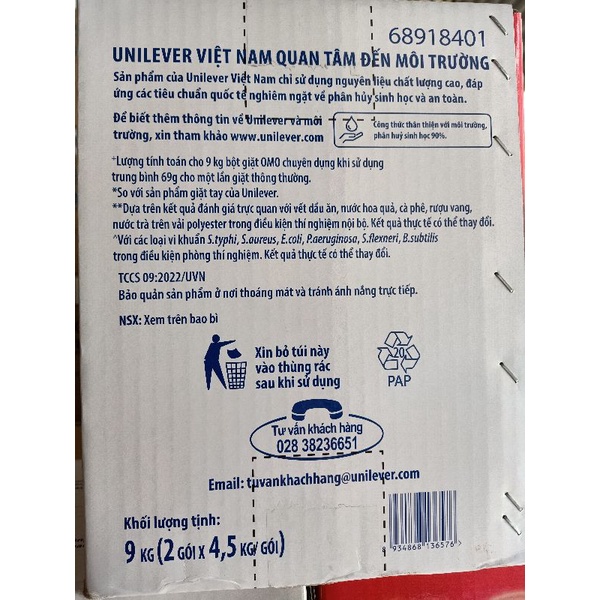 68918401
UNILEVER VIỆT NAM QUAN TÂM ĐẾN MÔI TRƯỜNG
Sản phẩm của Unilever Việt Nam chỉ sử dụng nguyên liệu chất lượng cao, đáp
ứng các tiêu chuẩn quốc tế nghiêm ngặt về phân hủy sinh học và an toàn.
Để biết thêm thông tin về Unilever và môi
trường, xin tham khảo www.unilever.com
Công thức thân thiện với môi trường,
phân huỷ sinh học 90%.
+Lượng tính toán cho 9 kg bột giặt OMO chuyên dụng khi sử dụng
trung bình 69g cho một lần giặt thông thường.
*So với sản phẩm giặt tay của Unilever.
**Dựa trên kết quả đánh giá trực quan với vết dầu ăn, nước hoa quả, cà phê, rượu vang,
nước trà trên vải polyester trong điều kiện thí nghiệm nội bộ. Kết quả thực tế có thể thay đổi.
^Với các loại vi khuẩn S.typhi, S.aureus, E.coli, P.aeruginosa, S.flexneri, B.subtilis
trong điều kiện phòng thí nghiệm. Kết quả thực tế có thể thay đổi.
TCCS 09:2022/UVN
Bảo quản sản phẩm ở nơi thoáng mát và tránh ánh nắng trực tiếp.
NSX: Xem trên bao bì
Xin bỏ túi này
vào thùng rác
sau khi sử dụng
20
PAP
Tư vấn khách hàng
028 38236651
Email: tuvankhachhang@unilever.com
Khối lượng tịnh:
9 KG (2 GÓI X 4,5 KG/ GÓI)
8 934868 136576 >